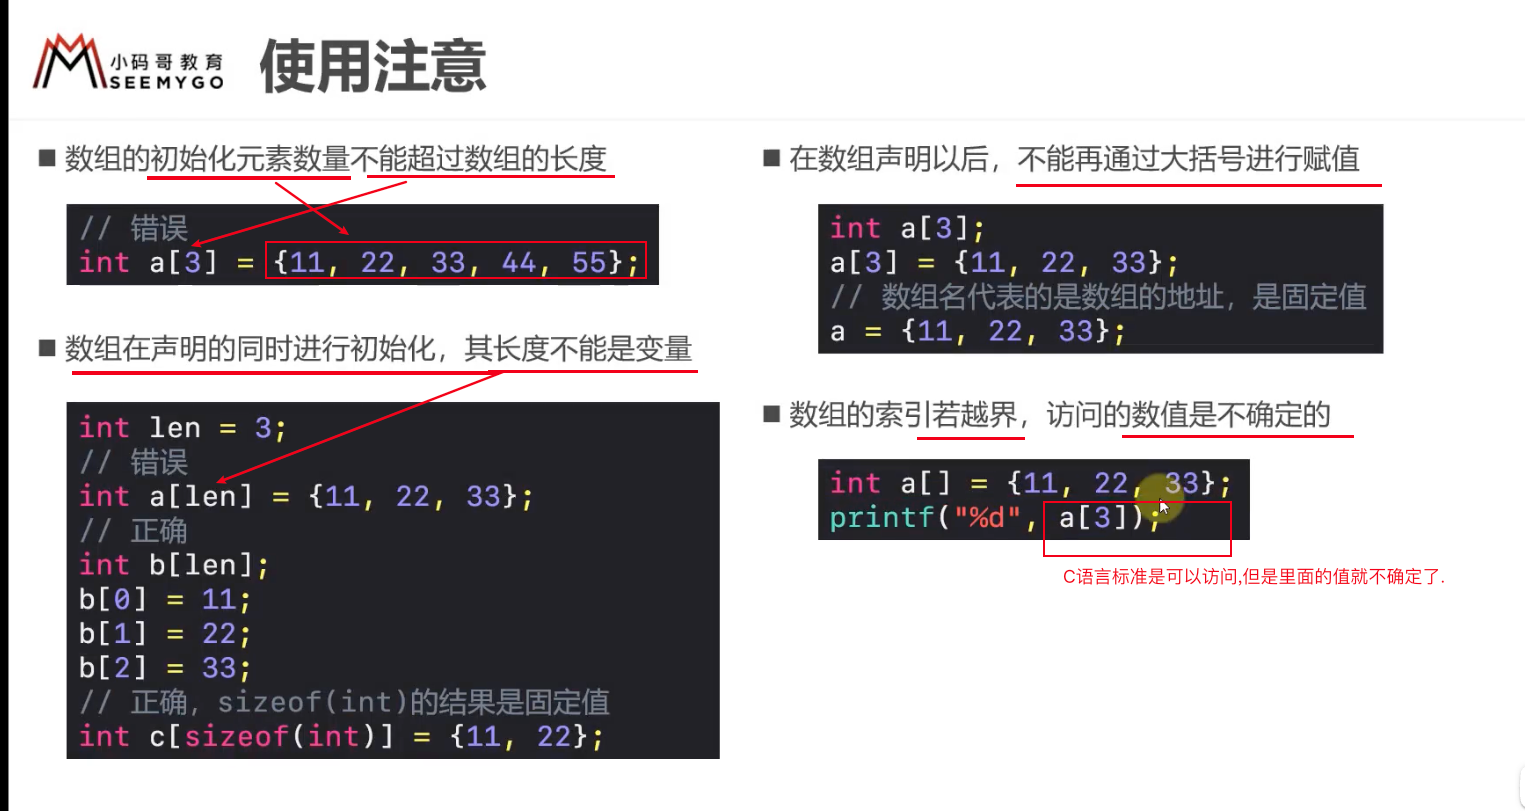 小码哥教育
SEEMYGO
使用注意
■ 数组的初始化元素数量不能超过数组的长度
// 错误
int a[3] = {11, 22, 33, 44, 55};
■ 数组在声明的同时进行初始化，其长度不能是变量
int len = 3;
// 错误
int a[len] = {11, 22, 33};
// 正确
int b[len];
b[0] = 11;
b[1] = 22;
b[2] = 33;
// 正确，sizeof(int)的结果是固定值
int c[sizeof(int)] = {11, 22};
■ 在数组声明以后，不能再通过大括号进行赋值
int a[3];
a[3] = {11, 22, 33};
// 数组名代表的是数组的地址，是固定值
a = {11, 22, 33};
■ 数组的索引若越界，访问的数值是不确定的
int a[] = {11, 22, 33};
printf("%d", a[3]);
C语言标准是可以访问,但是里面的值就不确定了.